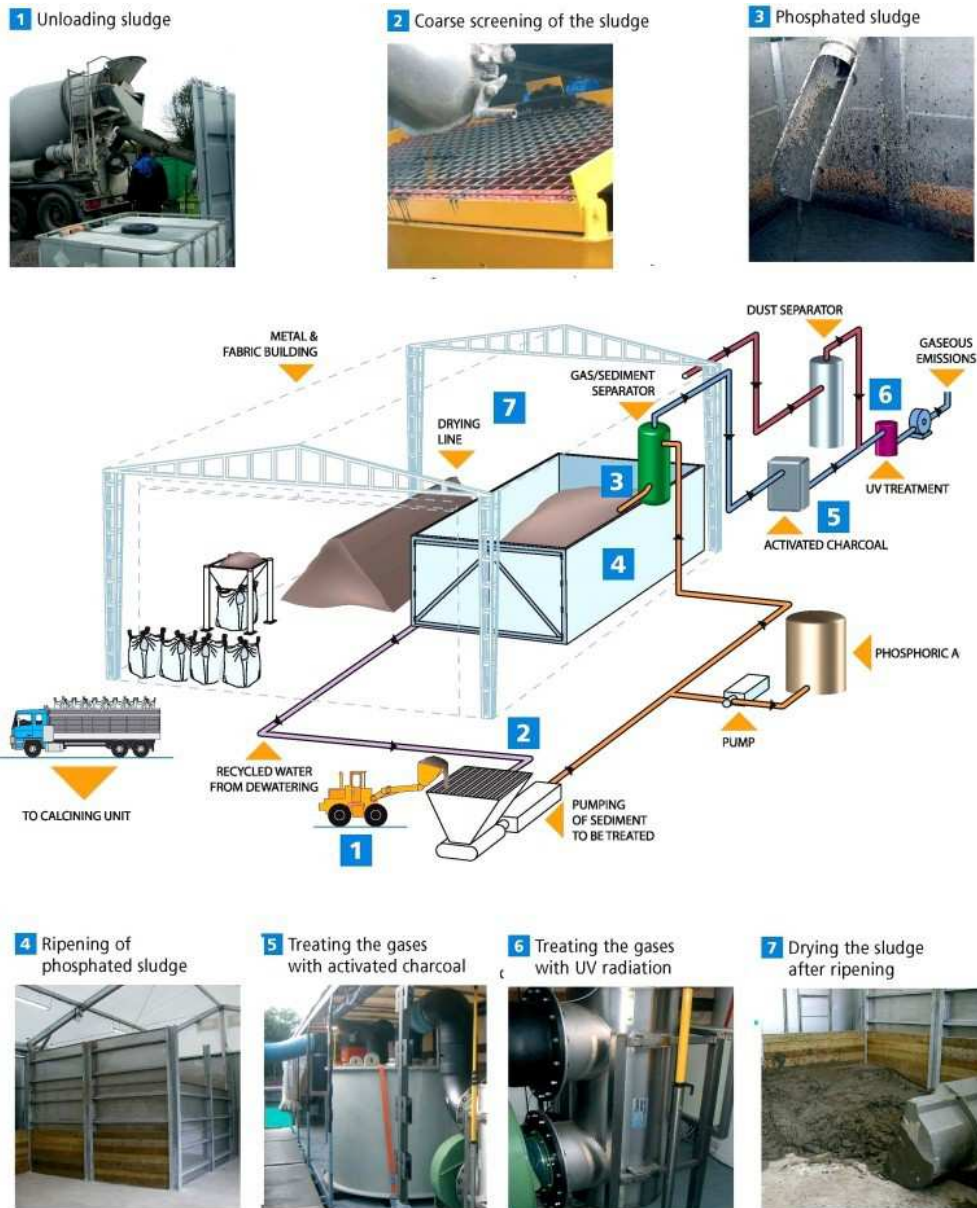 1 Unloading sludge
2 Coarse screening of the sludge
3 Phosphated sludge
METAL &
FABRIC BUILDING
DUST SEPARATOR
GAS/SEDIMENT
SEPARATOR
GASEOUS
EMISSIONS
7
DRYING
LINE
6
3
UV TREATMENT
5
ACTIVATED CHARCOAL
4
PHOSPHORIC A
2
PUMP
RECYCLED WATER
FROM DEWATERING
TO CALCINING UNIT
1
PUMPING
OF SEDIMENT
TO BE TREATED
4 Ripening of
phosphated sludge
5 Treating the gases
with activated charcoal
6 Treating the gases
with UV radiation
7 Drying the sludge
after ripening